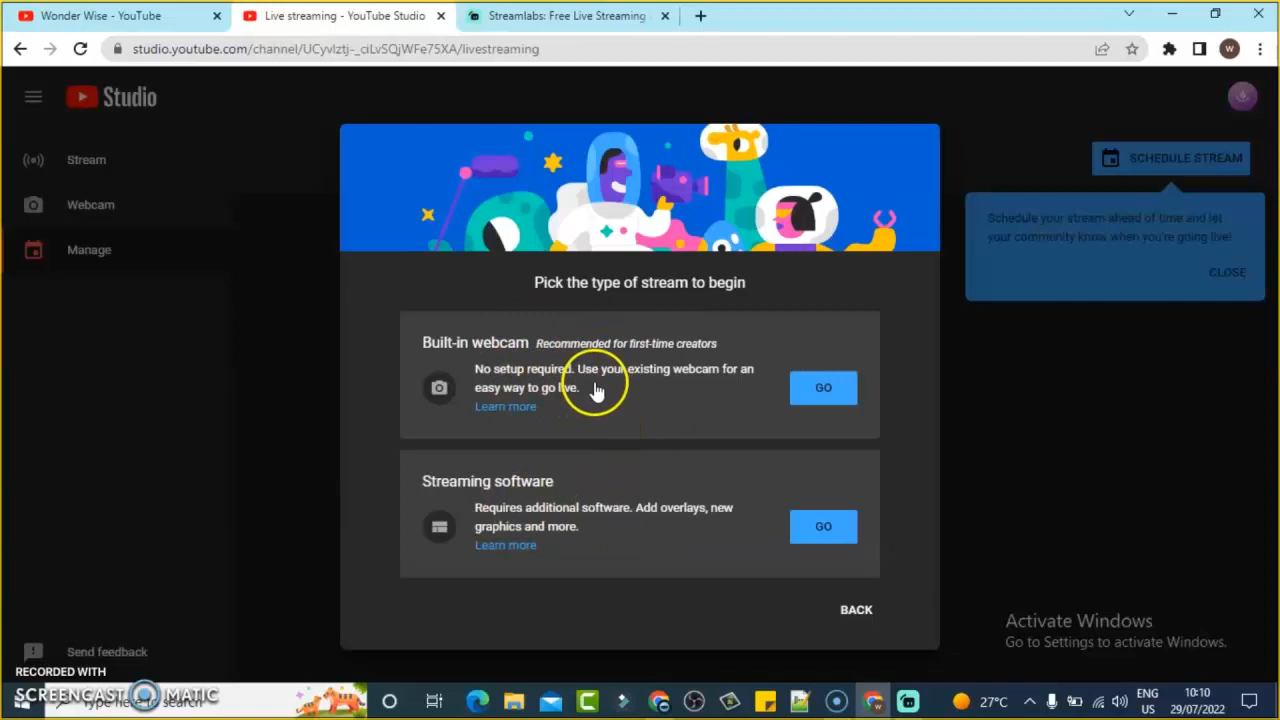 Wonder Wise - YouTube
Live streaming - YouTube Studio
Streamlabs: Free Live Streaming
studio.youtube.com/channel/UCyvIztj-_ciLvSQjWFe75XA/livestreaming
W
Studio
Stream
SCHEDULE STREAM
Webcam
Schedule your stream ahead of time and let
your community know when you're going live!
Manage
CLOSE
Pick the type of stream to begin
Built-in webcam Recommended for first-time creators
No setup required. Use your existing webcam for an
easy way to go live.
GO
Learn more
Streaming software
Requires additional software. Add overlays, new
graphics and more.
GO
Learn more
BACK
Activate Windows
Go to Settings to activate Windows.
Send feedback
RECORDED WITH
SCREENCAST MATIC
Type here to search
27°C
ENG
US
10:10
29/07/2022